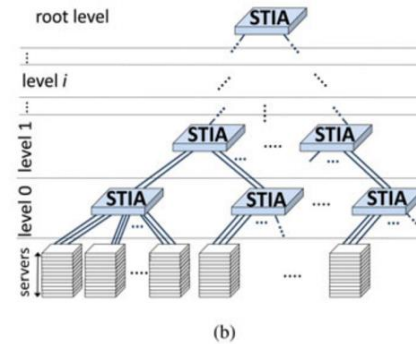 root level
STIA
level i
level 1
STIA
STIA
level 0
STIA
STIA
STIA
servers
(b)